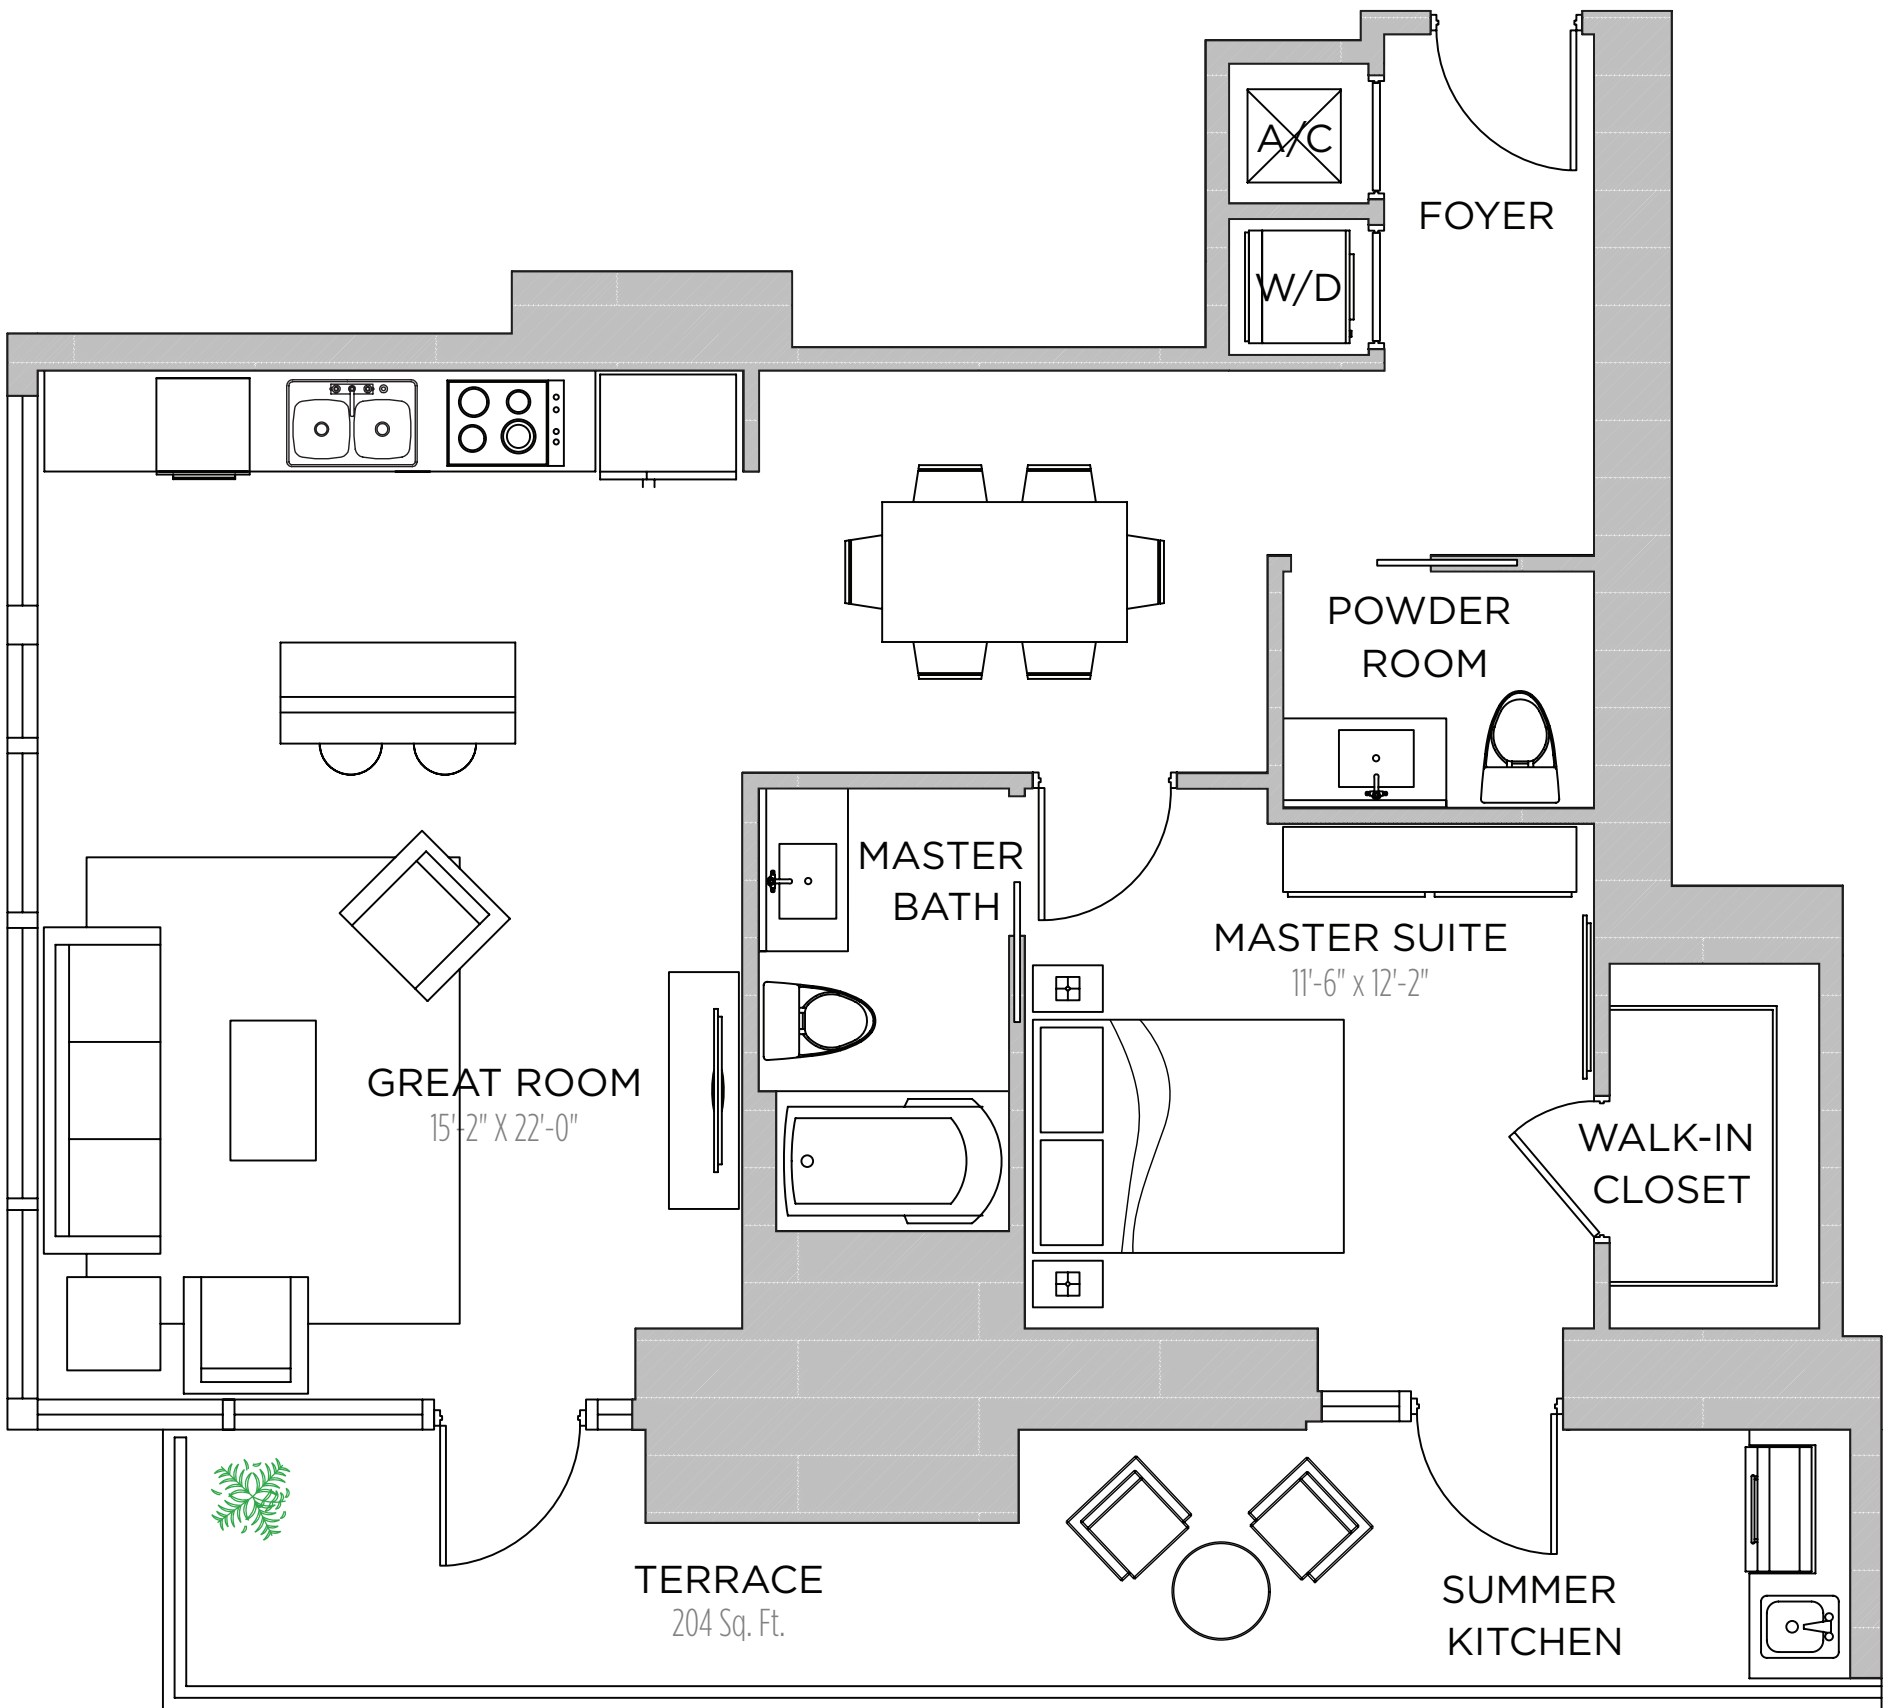 A/C
FOYER
W/D
POWDER
ROOM
MASTER
BATH
MASTER SUITE
11'-6" x 12'-2"
GREAT ROOM
15'-2" X 22'-0"
WALK-IN
CLOSET
TERRACE
204 Sq. Ft.
SUMMER
KITCHEN